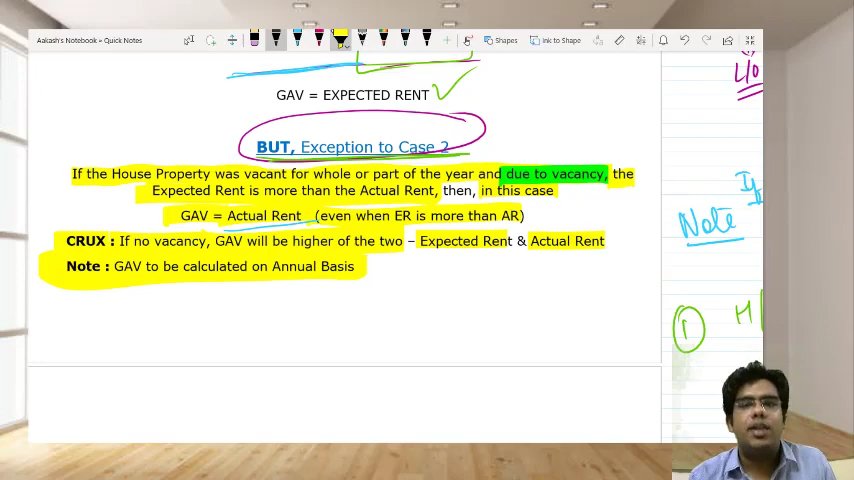 Aakash's Notebook » Quick Notes
Shapes
Ink to Shape
GAV = EXPECTED RENT
BUT, Exception to Case 2
If the House Property was vacant for whole or part of the year and due to vacancy, the
Expected Rent is more than the Actual Rent, then, in this case
GAV = Actual Rent (even when ER is more than AR)
CRUX : If no vacancy, GAV will be higher of the two – Expected Rent & Actual Rent
Note : GAV to be calculated on Annual Basis
If
Note
1
H